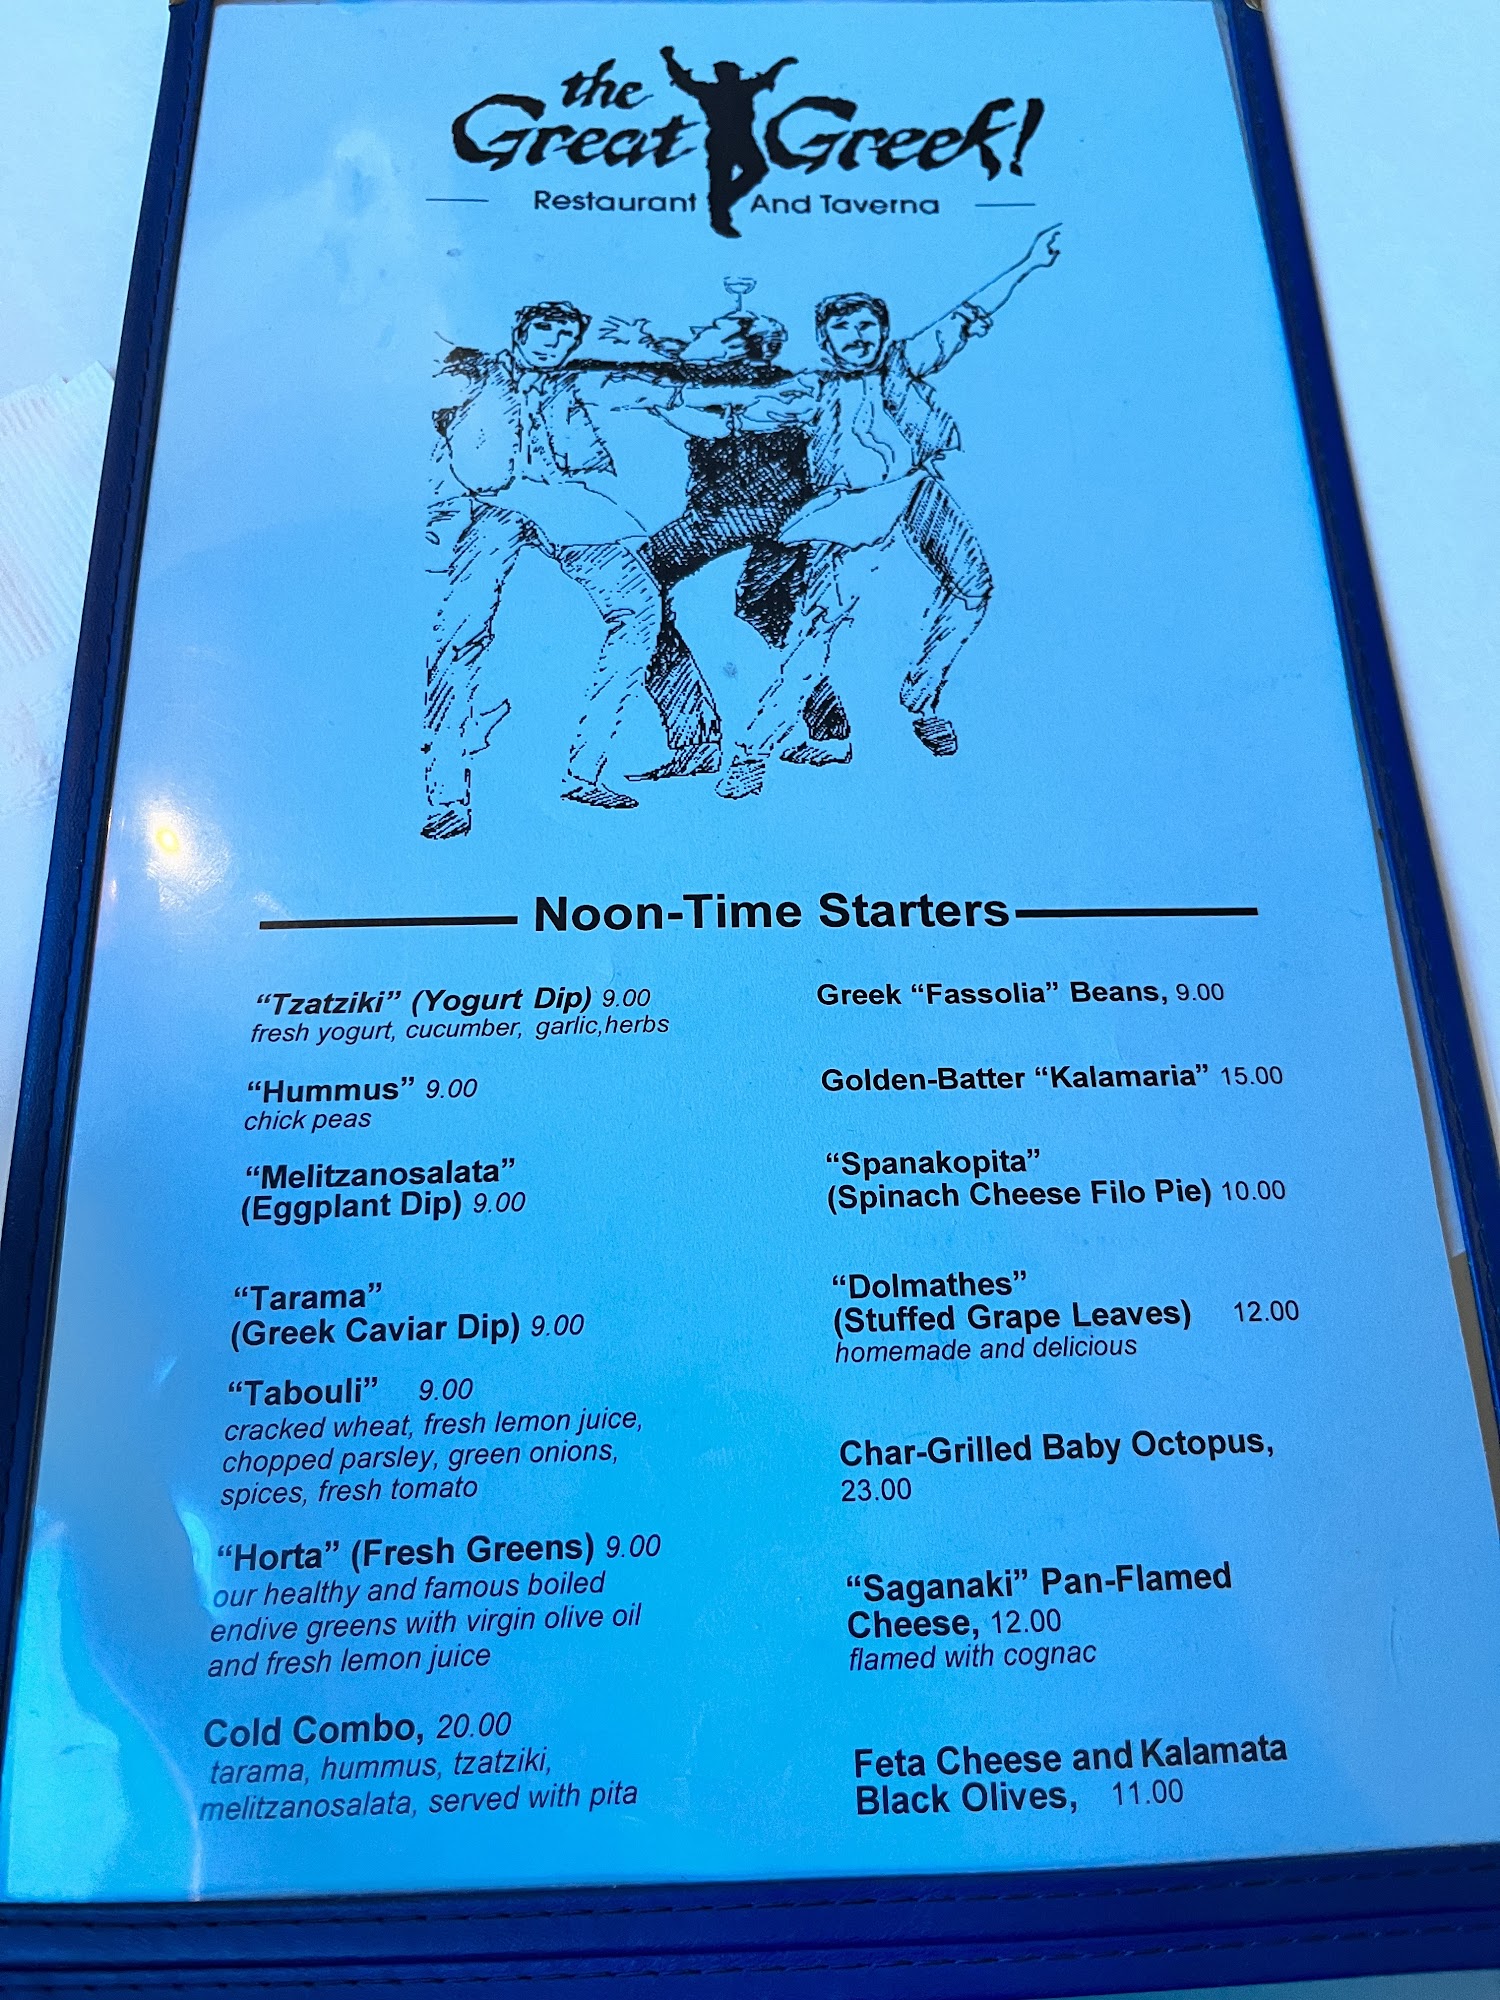 the
Great Greek!
Restaurant And Taverna
Noon-Time Starters
“Tzatziki” (Yogurt Dip) 9.00
fresh yogurt, cucumber, garlic,herbs
“Hummus” 9.00
chick peas
“Melitzanosalata”
(Eggplant Dip) 9.00
“Tarama”
(Greek Caviar Dip) 9.00
“Tabouli” 9.00
cracked wheat, fresh lemon juice,
chopped parsley, green onions,
spices, fresh tomato
“Horta” (Fresh Greens) 9.00
our healthy and famous boiled
endive greens with virgin olive oil
and fresh lemon juice
Cold Combo, 20.00
tarama, hummus, tzatziki,
melitzanosalata, served with pita
Greek “Fassolia” Beans, 9.00
Golden-Batter “Kalamaria” 15.00
“Spanakopita”
(Spinach Cheese Filo Pie) 10.00
“Dolmathes”
(Stuffed Grape Leaves) 12.00
homemade and delicious
Char-Grilled Baby Octopus,
23.00
“Saganaki” Pan-Flamed
Cheese, 12.00
flamed with cognac
Feta Cheese and Kalamata
Black Olives, 11.00